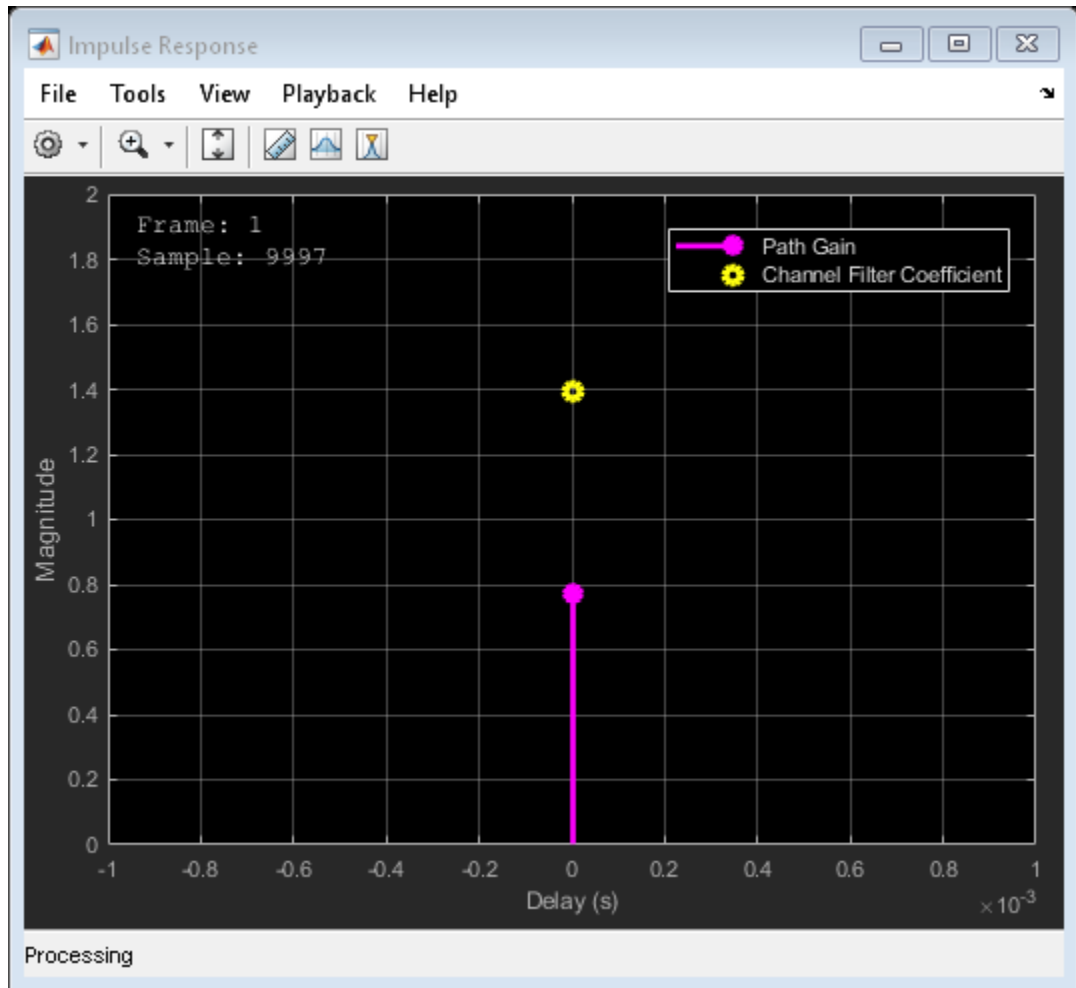 Impulse Response
File Tools View Playback Help
2
Frame: 1
Sample: 9997
Path Gain
Channel Filter Coefficient
1.8
1.6
1.4
1.2
1
0.8
0.6
0.4
0.2
0
Magnitude
-1 -0.8 -0.6 -0.4 -0.2 0 0.2 0.4 0.6 0.8 1
Delay (s)
×10-3
Processing